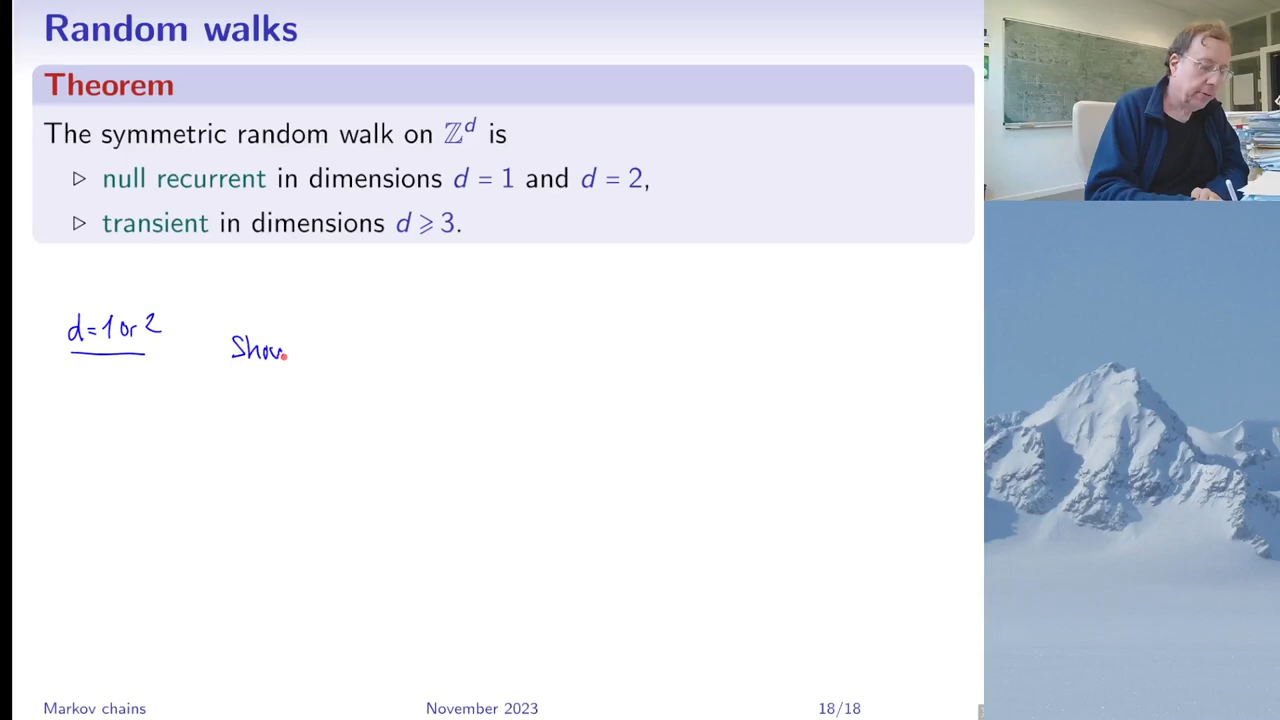 Random walks
Theorem
The symmetric random walk on ℤᵈ is
▷ null recurrent in dimensions d = 1 and d = 2,
▷ transient in dimensions d ⩾ 3.
d=1 or 2 Show
Markov chains November 2023 18/18